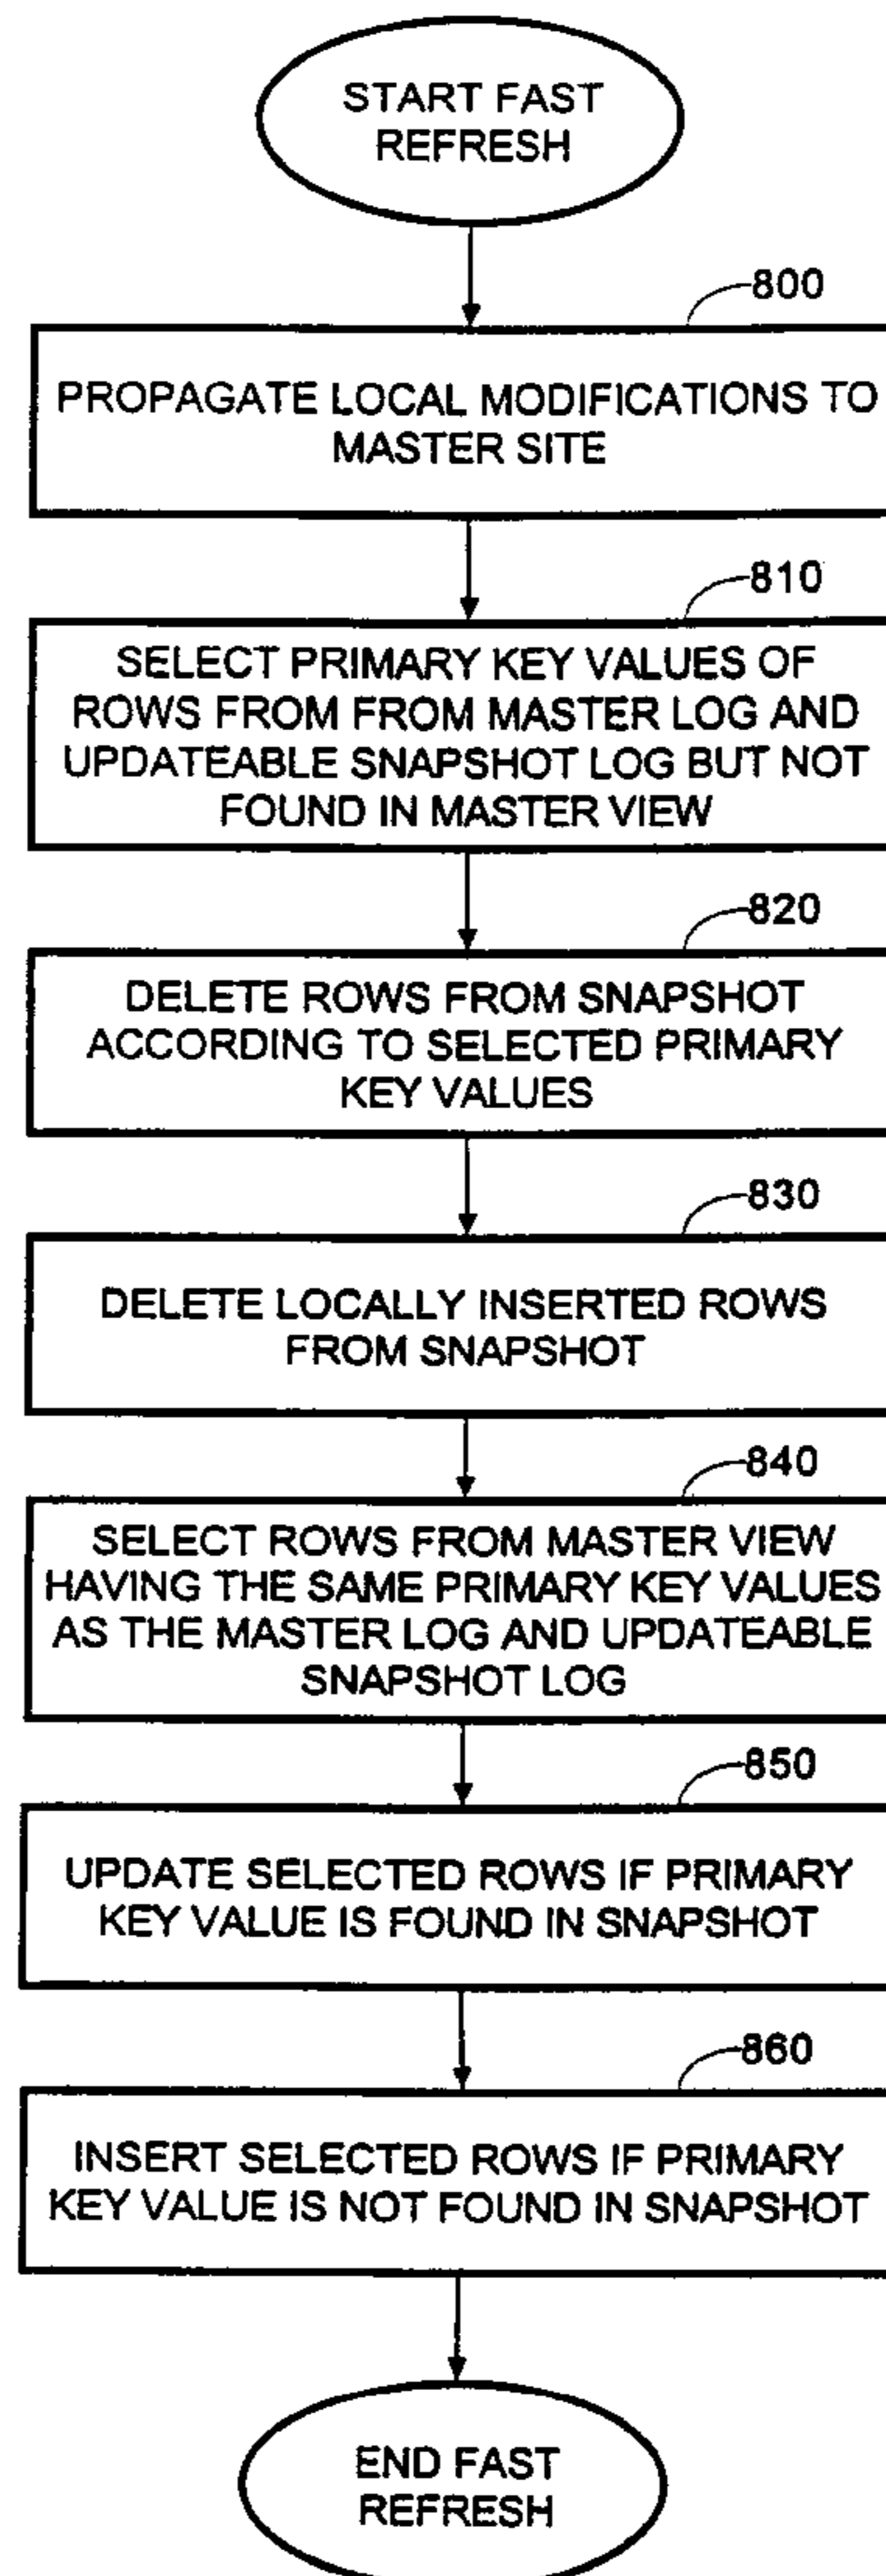 START FAST
REFRESH
800
PROPAGATE LOCAL MODIFICATIONS TO
MASTER SITE
810
SELECT PRIMARY KEY VALUES OF
ROWS FROM FROM MASTER LOG AND
UPDATEABLE SNAPSHOT LOG BUT NOT
FOUND IN MASTER VIEW
820
DELETE ROWS FROM SNAPSHOT
ACCORDING TO SELECTED PRIMARY
KEY VALUES
830
DELETE LOCALLY INSERTED ROWS
FROM SNAPSHOT
840
SELECT ROWS FROM MASTER VIEW
HAVING THE SAME PRIMARY KEY VALUES
AS THE MASTER LOG AND UPDATEABLE
SNAPSHOT LOG
850
UPDATE SELECTED ROWS IF PRIMARY
KEY VALUE IS FOUND IN SNAPSHOT
860
INSERT SELECTED ROWS IF PRIMARY
KEY VALUE IS NOT FOUND IN SNAPSHOT
END FAST
REFRESH